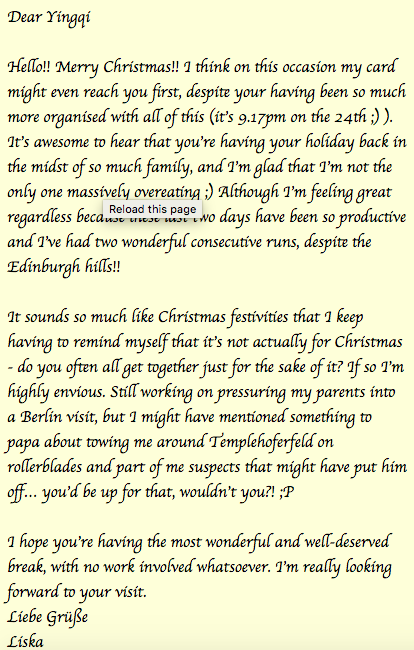 Dear Yingqi
Hello!! Merry Christmas!! I think on this occasion my card
might even reach you first, despite your having been so much
more organised with all of this (it's 9.17pm on the 24th ;) ).
It's awesome to hear that you're having your holiday back in
the midst of so much family, and I'm glad that I'm not the
only one massively overeating ;) Although I'm feeling great
Reload this page
regardless because these last two days have been so productive
and I've had two wonderful consecutive runs, despite the
Edinburgh hills!!
It sounds so much like Christmas festivities that I keep
having to remind myself that it's not actually for Christmas
- do you often all get together just for the sake of it? If so I'm
highly envious. Still working on pressuring my parents into
a Berlin visit, but I might have mentioned something to
papa about towing me around Templehoferfeld on
rollerblades and part of me suspects that might have put him
off... you'd be up for that, wouldn't you?! ;P
I hope you're having the most wonderful and well-deserved
break, with no work involved whatsoever. I'm really looking
forward to your visit.
Liebe Grüße
Liska